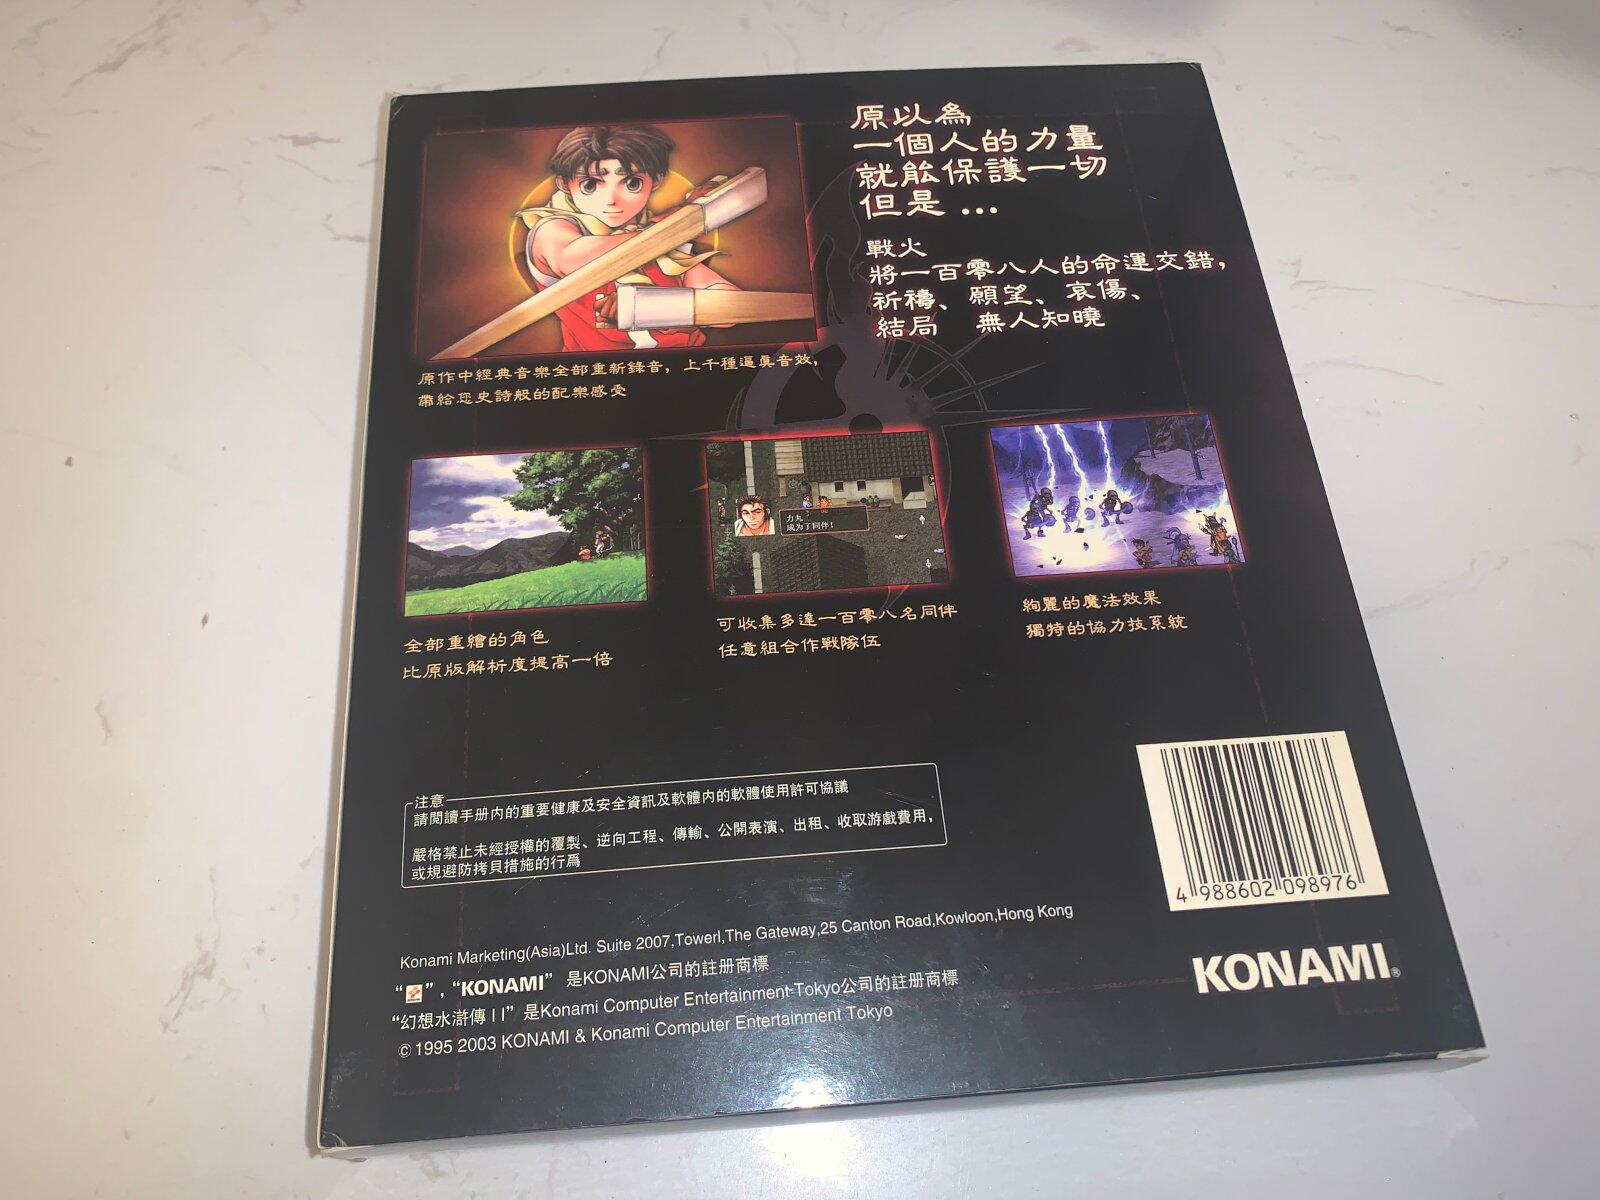 原以為
一個人的力量
就能保護一切
但是 ...
戰火
將一百零八人的命運交錯，
祈禱、願望、哀傷、
結局 無人知曉
原作中經典音樂全部重新錄音，上千種逼真音效，
帶給您史詩般的配樂感受
力丸
成为了同伴！
全部重繪的角色
比原版解析度提高一倍
可收集多達一百零八名同伴
任意組合作戰隊伍
絢麗的魔法效果
獨特的協力技系統
注意
請閱讀手册內的重要健康及安全資訊及軟體內的軟體使用許可協議
嚴格禁止未經授權的覆製、逆向工程、傳輸、公開表演、出租、收取游戲費用，
或規避防拷貝措施的行爲
4 988602 098976
Konami Marketing(Asia)Ltd. Suite 2007,TowerI,The Gateway,25 Canton Road,Kowloon,Hong Kong
“ ”, “KONAMI” 是KONAMI公司的註册商標
“幻想水滸傳II” 是Konami Computer Entertainment Tokyo公司的註册商標
© 1995 2003 KONAMI & Konami Computer Entertainment Tokyo
KONAMI®